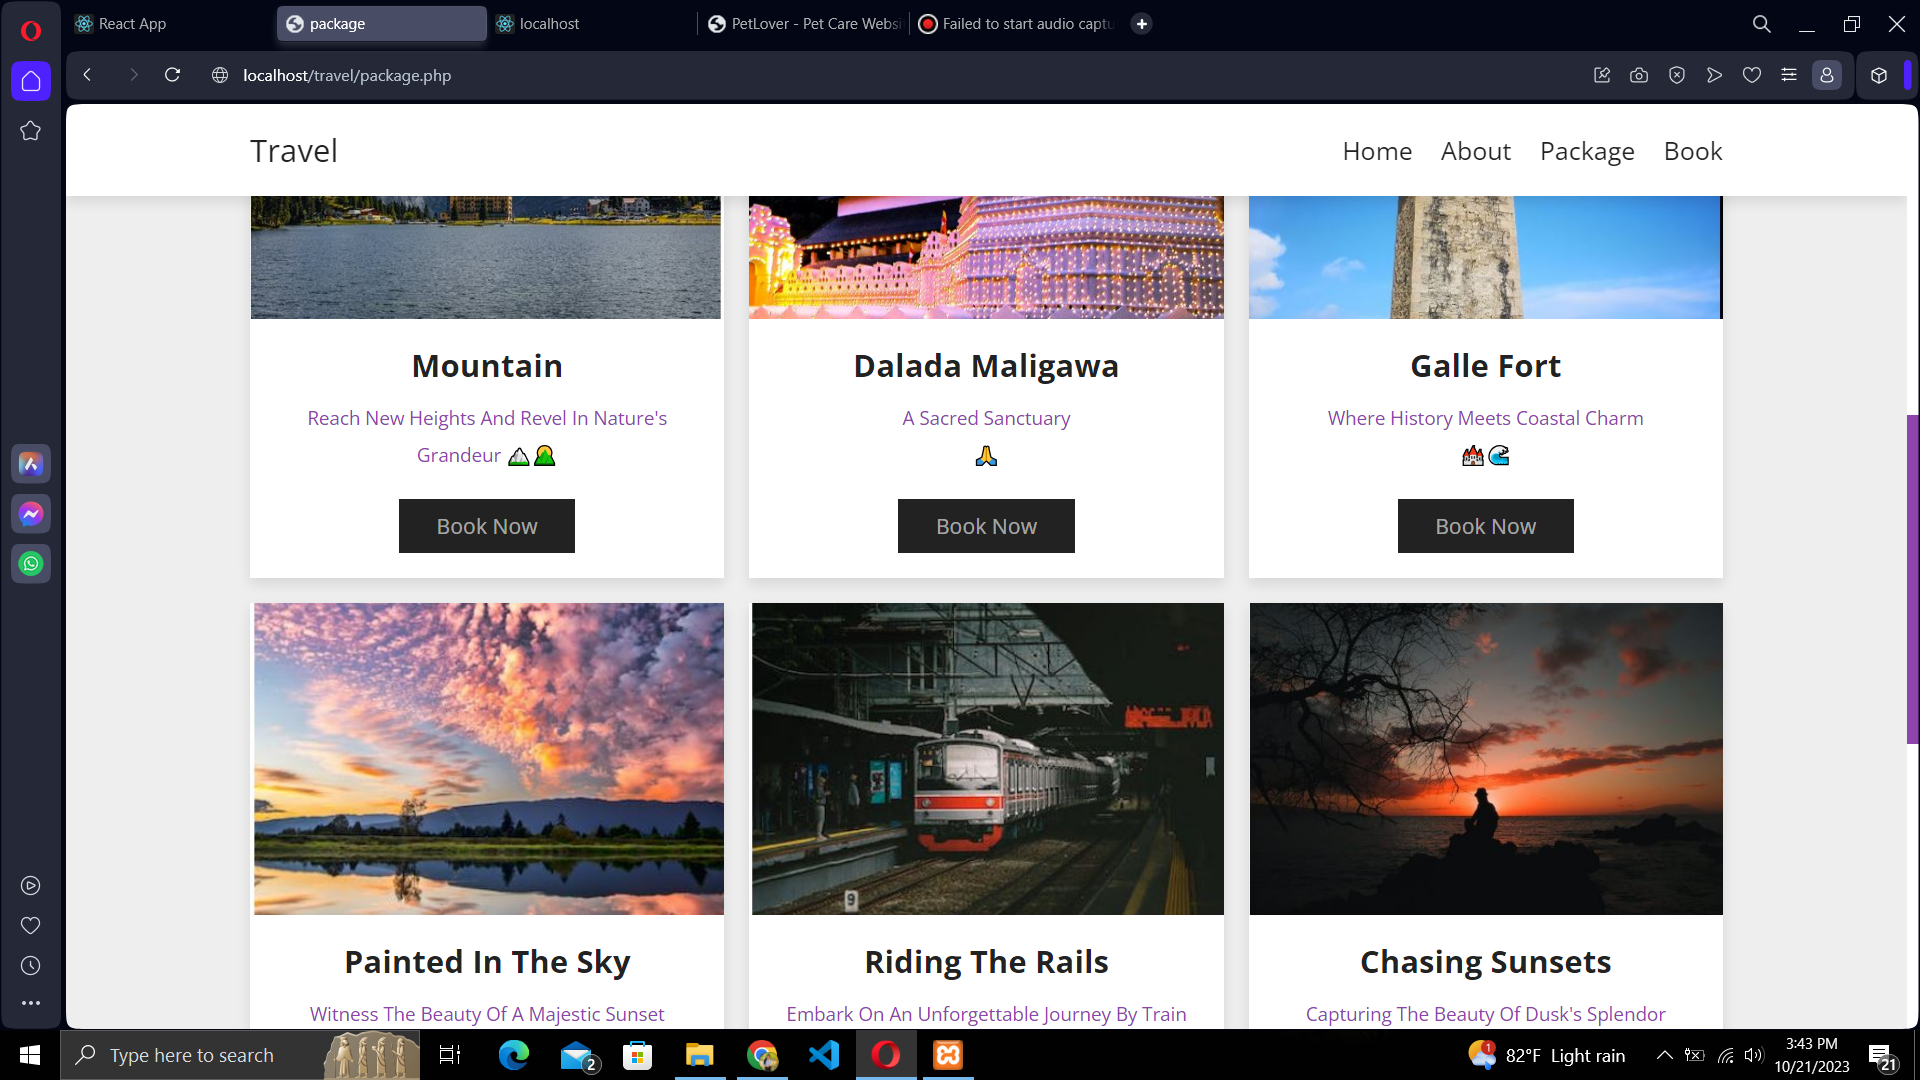 React App
package
localhost
PetLover - Pet Care Websi
Failed to start audio captu
localhost/travel/package.php
Travel
Home About Package Book
Mountain
Reach New Heights And Revel In Nature's
Grandeur
Book Now
Dalada Maligawa
A Sacred Sanctuary
Book Now
Galle Fort
Where History Meets Coastal Charm
Book Now
9
Painted In The Sky
Witness The Beauty Of A Majestic Sunset
Riding The Rails
Embark On An Unforgettable Journey By Train
Chasing Sunsets
Capturing The Beauty Of Dusk's Splendor
Type here to search
2
1
82°F Light rain
3:43 PM
10/21/2023
21